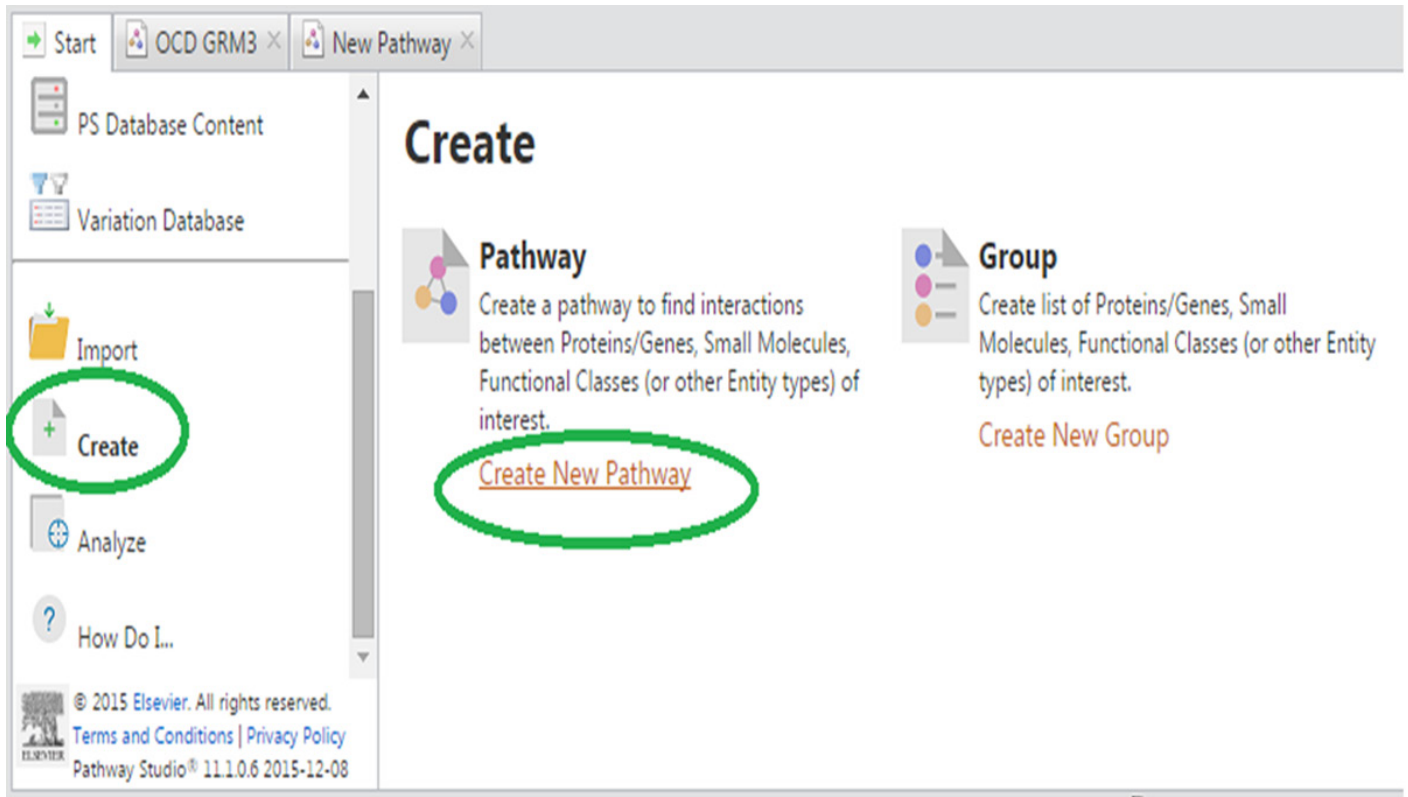 Start
OCD GRM3
New Pathway
PS Database Content
Variation Database
Import
Create
Analyze
How Do I...
© 2015 Elsevier. All rights reserved.
Terms and Conditions | Privacy Policy
ELSEVIER
Pathway Studio® 11.1.0.6 2015-12-08
Create
Pathway
Create a pathway to find interactions
between Proteins/Genes, Small Molecules,
Functional Classes (or other Entity types) of
interest.
Create New Pathway
Group
Create list of Proteins/Genes, Small
Molecules, Functional Classes (or other Entity
types) of interest.
Create New Group